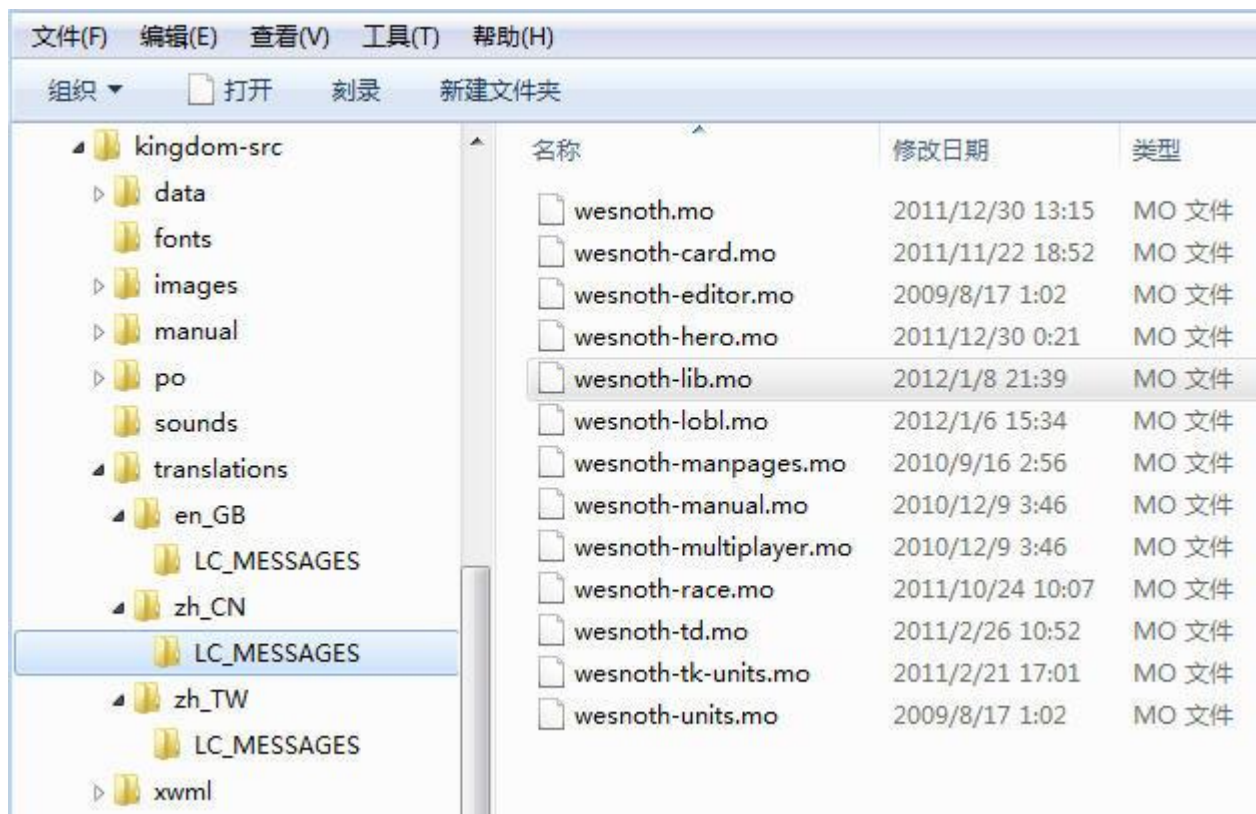 文件(F) 编辑(E) 查看(V) 工具(T) 帮助(H)
组织 打开 刻录 新建文件夹
kingdom-src
data
fonts
images
manual
po
sounds
translations
en_GB
LC_MESSAGES
zh_CN
LC_MESSAGES
zh_TW
LC_MESSAGES
xwml
名称 修改日期 类型
wesnoth.mo 2011/12/30 13:15 MO 文件
wesnoth-card.mo 2011/11/22 18:52 MO 文件
wesnoth-editor.mo 2009/8/17 1:02 MO 文件
wesnoth-hero.mo 2011/12/30 0:21 MO 文件
wesnoth-lib.mo 2012/1/8 21:39 MO 文件
wesnoth-lobl.mo 2012/1/6 15:34 MO 文件
wesnoth-manpages.mo 2010/9/16 2:56 MO 文件
wesnoth-manual.mo 2010/12/9 3:46 MO 文件
wesnoth-multiplayer.mo 2010/12/9 3:46 MO 文件
wesnoth-race.mo 2011/10/24 10:07 MO 文件
wesnoth-td.mo 2011/2/26 10:52 MO 文件
wesnoth-tk-units.mo 2011/2/21 17:01 MO 文件
wesnoth-units.mo 2009/8/17 1:02 MO 文件